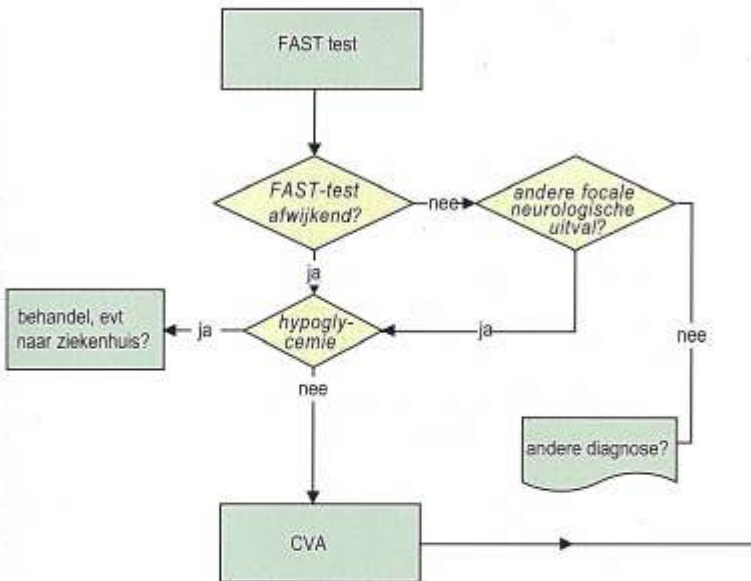 FAST test
FAST-test
afwijkend?
nee
andere focale
neurologische
uitval?
ja
behandel, evt
naar ziekenhuis?
ja
hypogly-
cemie
ja
nee
nee
andere diagnose?
CVA